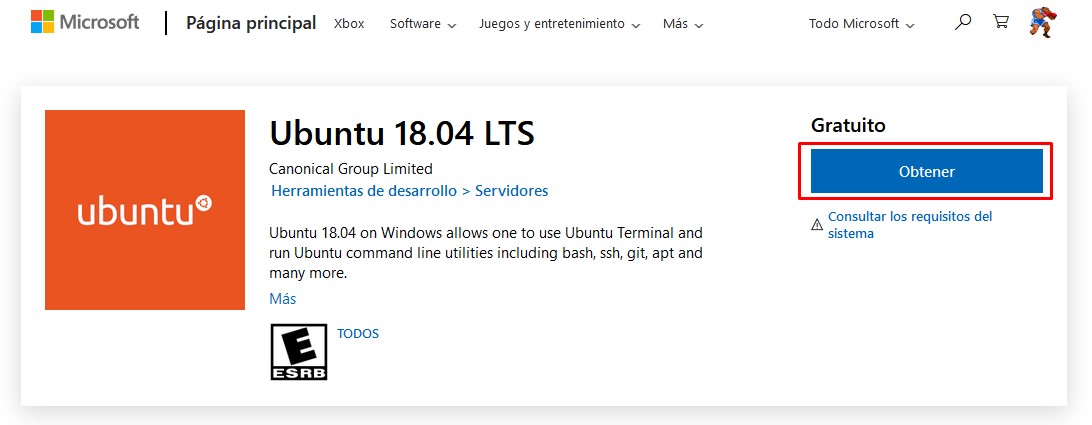 Microsoft
Página principal
Xbox
Software
Juegos y entretenimiento
Más
Todo Microsoft
ubuntu
Ubuntu 18.04 LTS
Canonical Group Limited
Herramientas de desarrollo > Servidores
Ubuntu 18.04 on Windows allows one to use Ubuntu Terminal and
run Ubuntu command line utilities including bash, ssh, git, apt and
many more.
Más
E
ESRB
TODOS
Gratuito
Obtener
Consultar los requisitos del
sistema